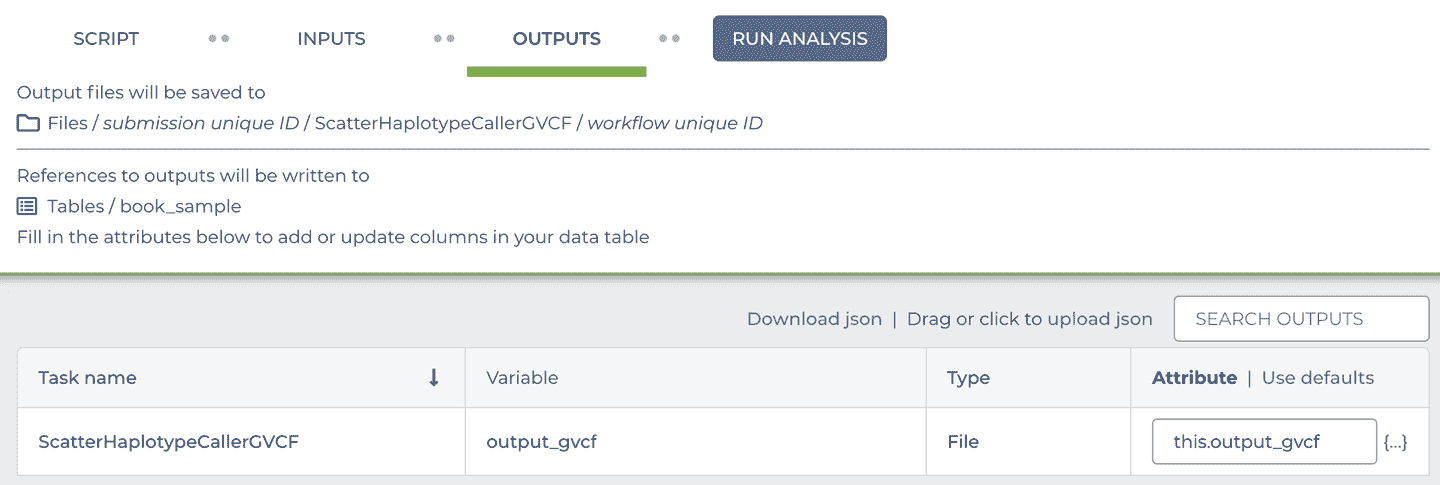 SCRIPT INPUTS OUTPUTS RUN ANALYSIS
Output files will be saved to
Files / submission unique ID / ScatterHaplotypeCallerGVCF / workflow unique ID
References to outputs will be written to
Tables / book_sample
Fill in the attributes below to add or update columns in your data table
Download json | Drag or click to upload json SEARCH OUTPUTS
Task name ↓ Variable Type Attribute | Use defaults
ScatterHaplotypeCallerGVCF output_gvcf File this.output_gvcf {...}